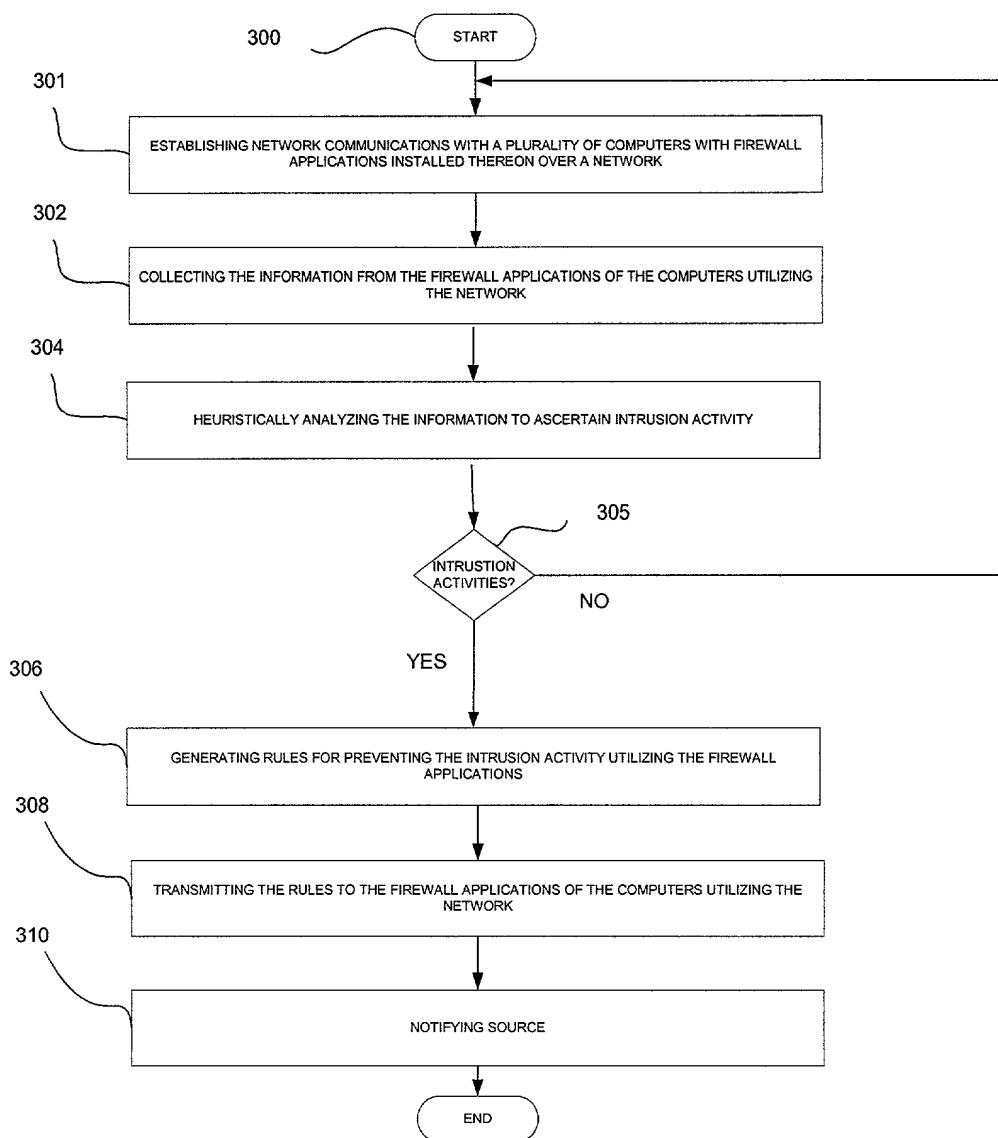 300
START
301
ESTABLISHING NETWORK COMMUNICATIONS WITH A PLURALITY OF COMPUTERS WITH FIREWALL
APPLICATIONS INSTALLED THEREON OVER A NETWORK
302
COLLECTING THE INFORMATION FROM THE FIREWALL APPLICATIONS OF THE COMPUTERS UTILIZING
THE NETWORK
304
HEURISTICALLY ANALYZING THE INFORMATION TO ASCERTAIN INTRUSION ACTIVITY
305
INTRUSTION
ACTIVITIES?
NO
YES
306
GENERATING RULES FOR PREVENTING THE INTRUSION ACTIVITY UTILIZING THE FIREWALL
APPLICATIONS
308
TRANSMITTING THE RULES TO THE FIREWALL APPLICATIONS OF THE COMPUTERS UTILIZING THE
NETWORK
310
NOTIFYING SOURCE
END